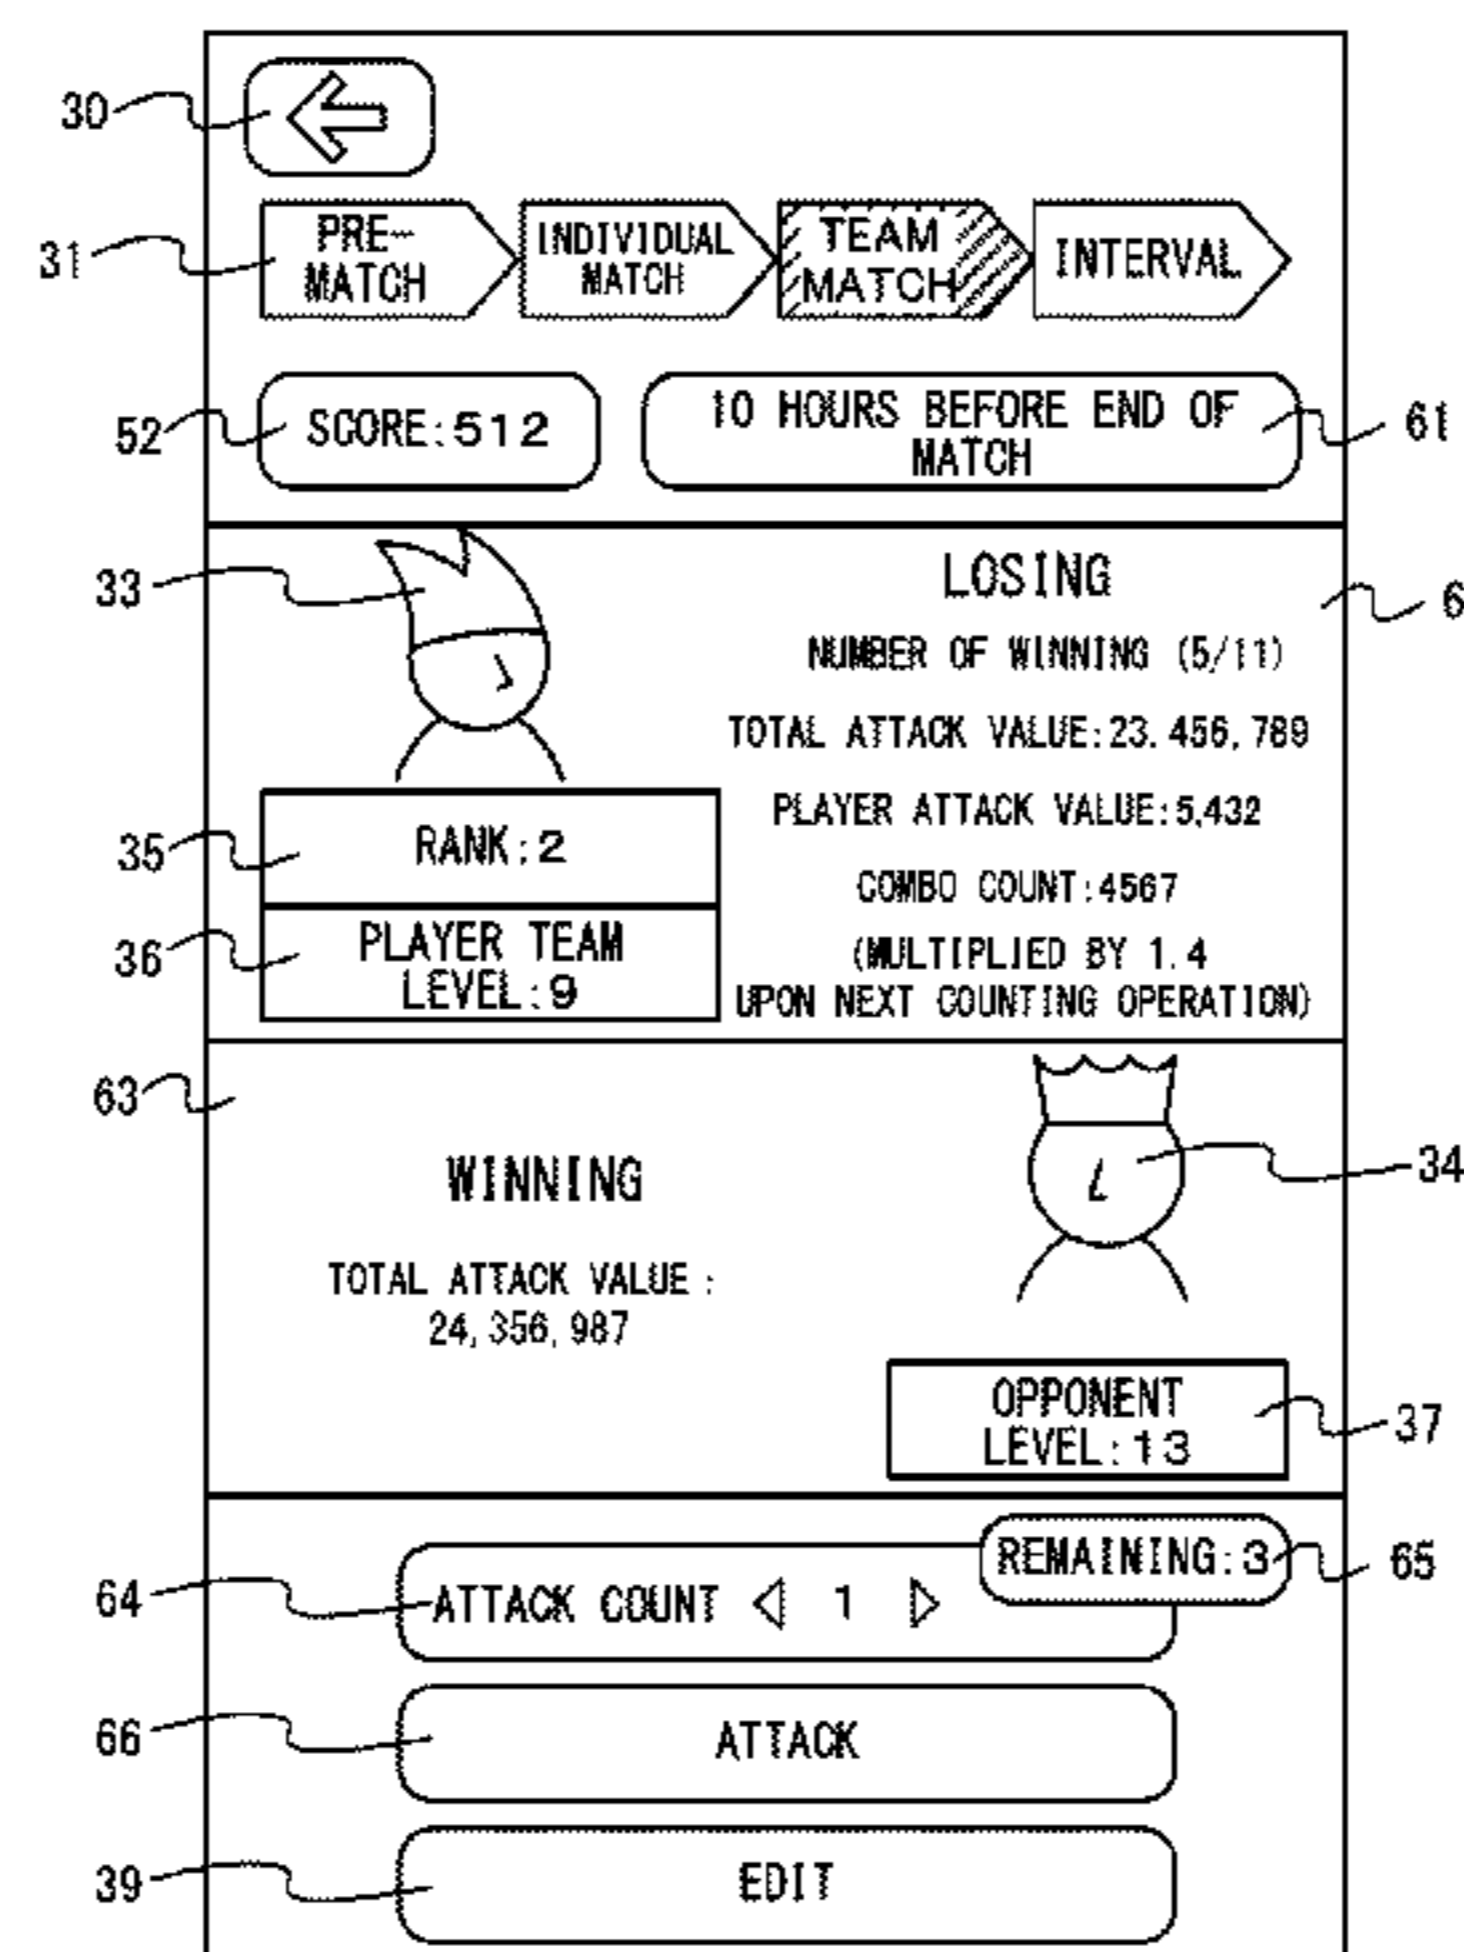 30
31
PRE-
MATCH
INDIVIDUAL
MATCH
TEAM
MATCH
INTERVAL
52
SCORE:512
10 HOURS BEFORE END OF
MATCH
61
33
LOSING
6
NUMBER OF WINNING (5/11)
TOTAL ATTACK VALUE:23.456,789
PLAYER ATTACK VALUE:5,432
35
RANK:2
COMBO COUNT:4567
36
PLAYER TEAM
LEVEL:9
(MULTIPLIED BY 1.4
UPON NEXT COUNTING OPERATION)
63
34
WINNING
TOTAL ATTACK VALUE:
24,356,987
OPPONENT
LEVEL:13
37
REMAINING:3
65
64
ATTACK COUNT ◁ 1 ▷
66
ATTACK
39
EDIT